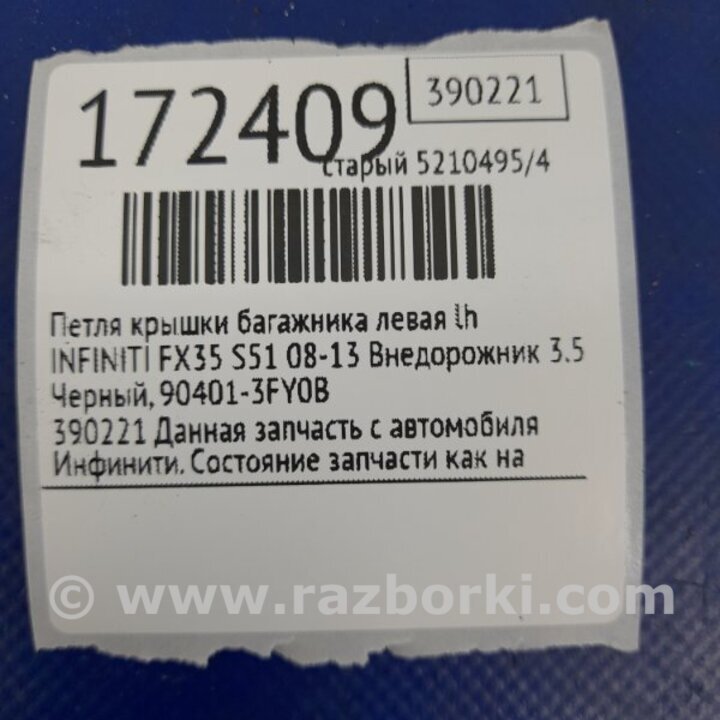 172409
390221
старый 5210495/4
Петля крышки багажника левая lh
INFINITI FX35 S51 08-13 Внедорожник 3.5
Черный, 90401-3FY0B
390221 Данная запчасть с автомобиля
Инфинити. Состояние запчасти как на
© www.razborki.com